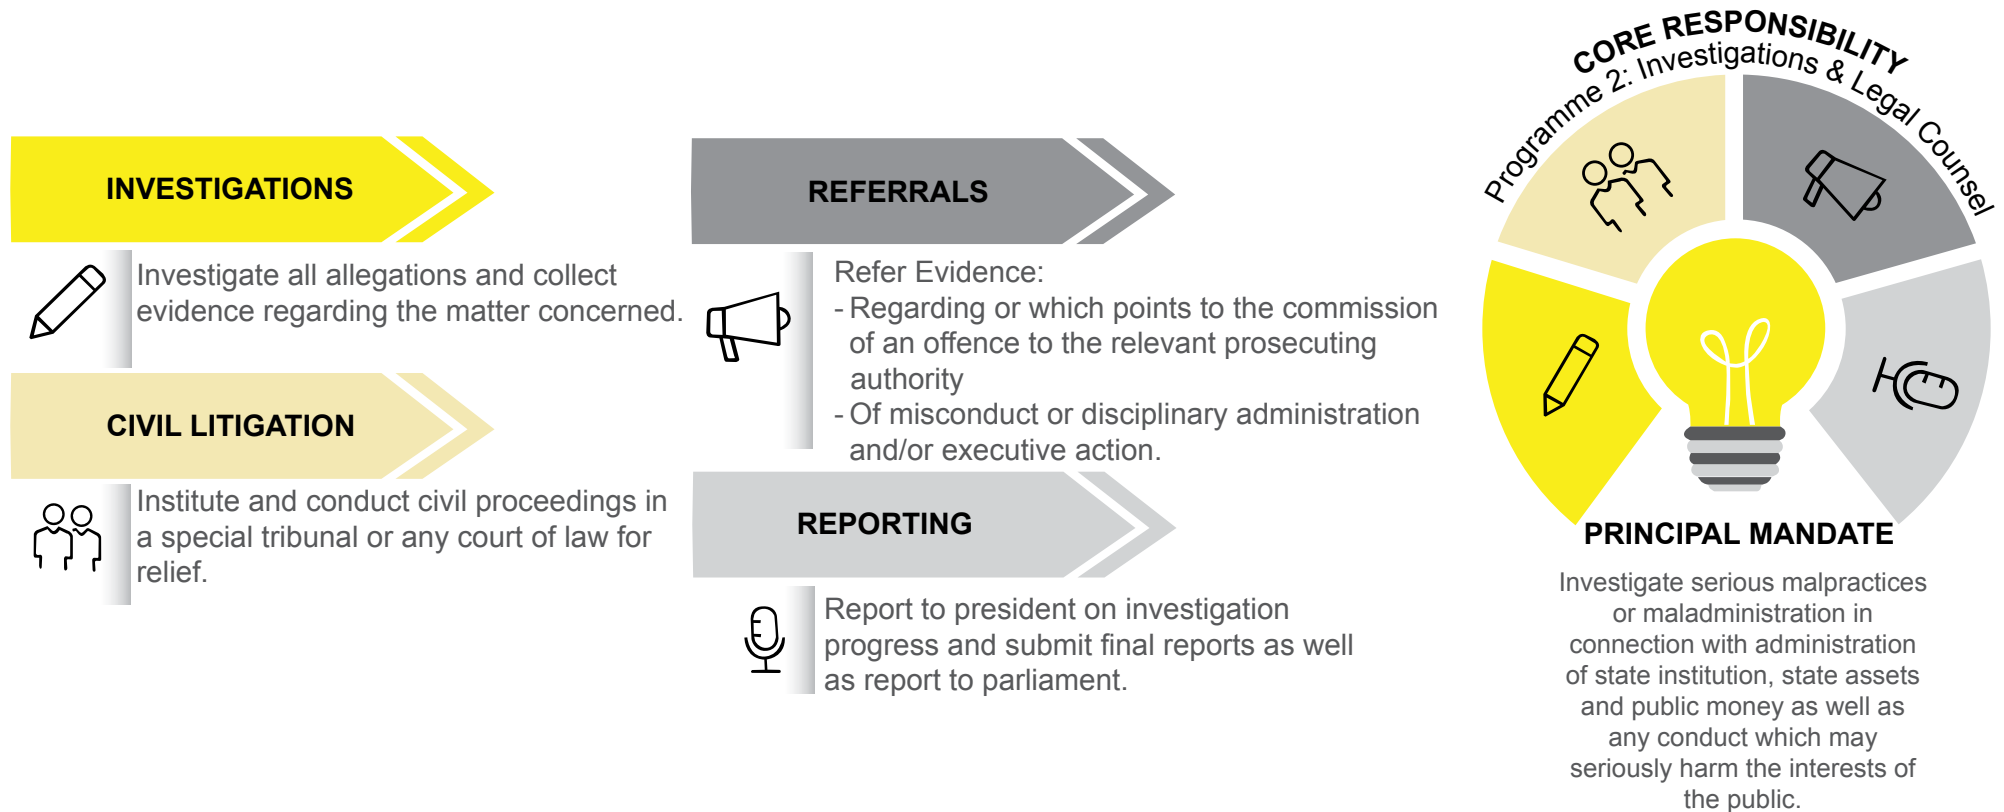 INVESTIGATIONS
Investigate all allegations and collect
evidence regarding the matter concerned.
CIVIL LITIGATION
Institute and conduct civil proceedings in
a special tribunal or any court of law for
relief.
REFERRALS
Refer Evidence:
- Regarding or which points to the commission
of an offence to the relevant prosecuting
authority
- Of misconduct or disciplinary administration
and/or executive action.
REPORTING
Report to president on investigation
progress and submit final reports as well
as report to parliament.
CORE RESPONSIBILITY
Programme 2: Investigations & Legal Counsel
PRINCIPAL MANDATE
Investigate serious malpractices
or maladministration in
connection with administration
of state institution, state assets
and public money as well as
any conduct which may
seriously harm the interests of
the public.